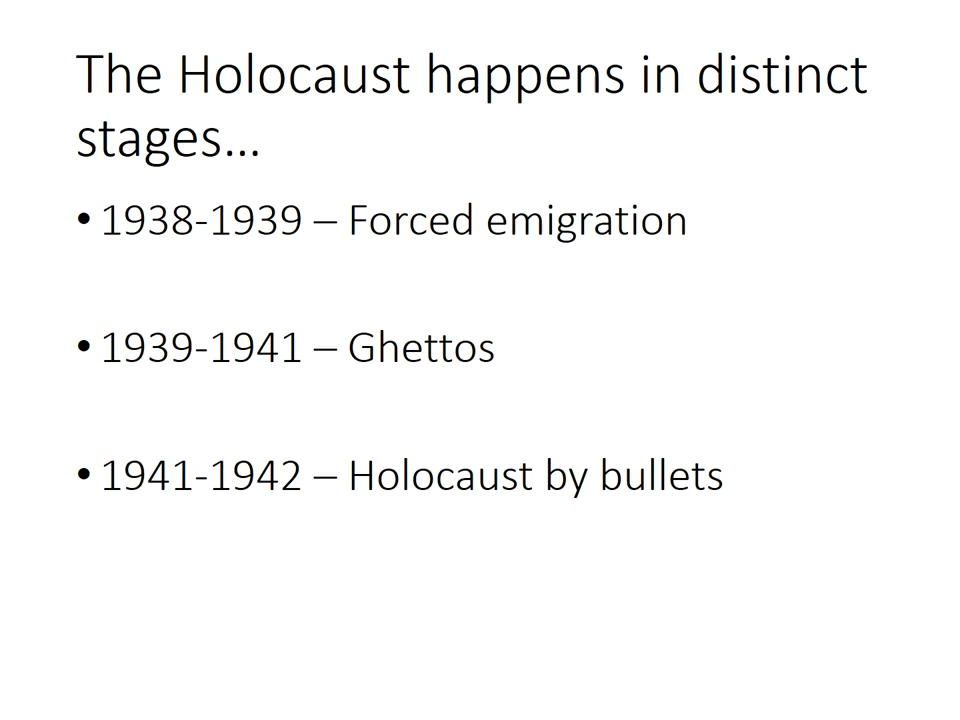 The Holocaust happens in distinct
stages...
• 1938-1939 – Forced emigration
• 1939-1941 – Ghettos
• 1941-1942 – Holocaust by bullets